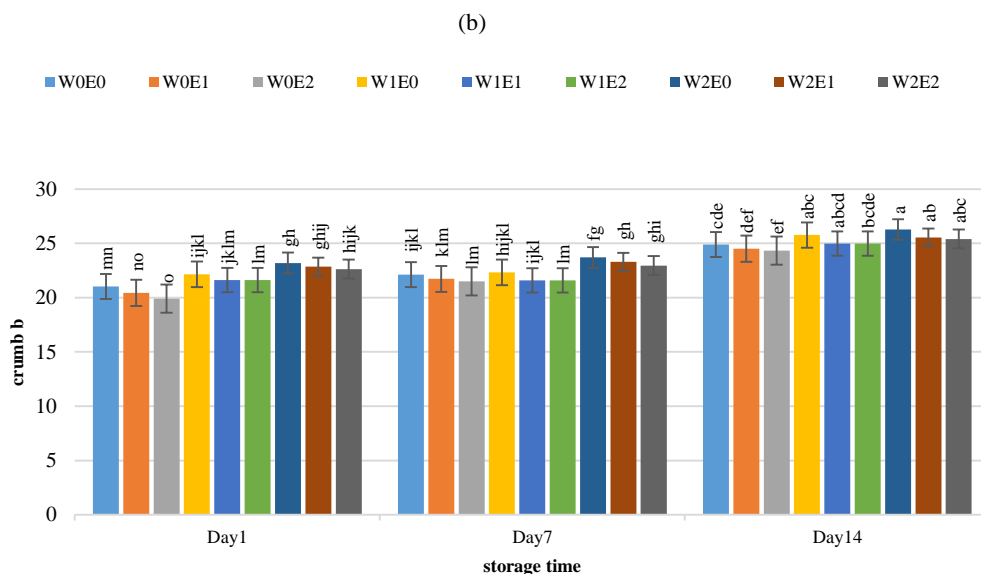 (b)
W0E0 W0E1 W0E2 W1E0 W1E1 W1E2 W2E0 W2E1 W2E2
mn no o ijkl jklm lm gh ghij hijk ijkl klm lm hijkl ijkl lm fg gh ghi cde def ef abc abcd bcde a ab abc
30
25
20
15
10
5
0
crumb b
Day1 Day7 Day14
storage time